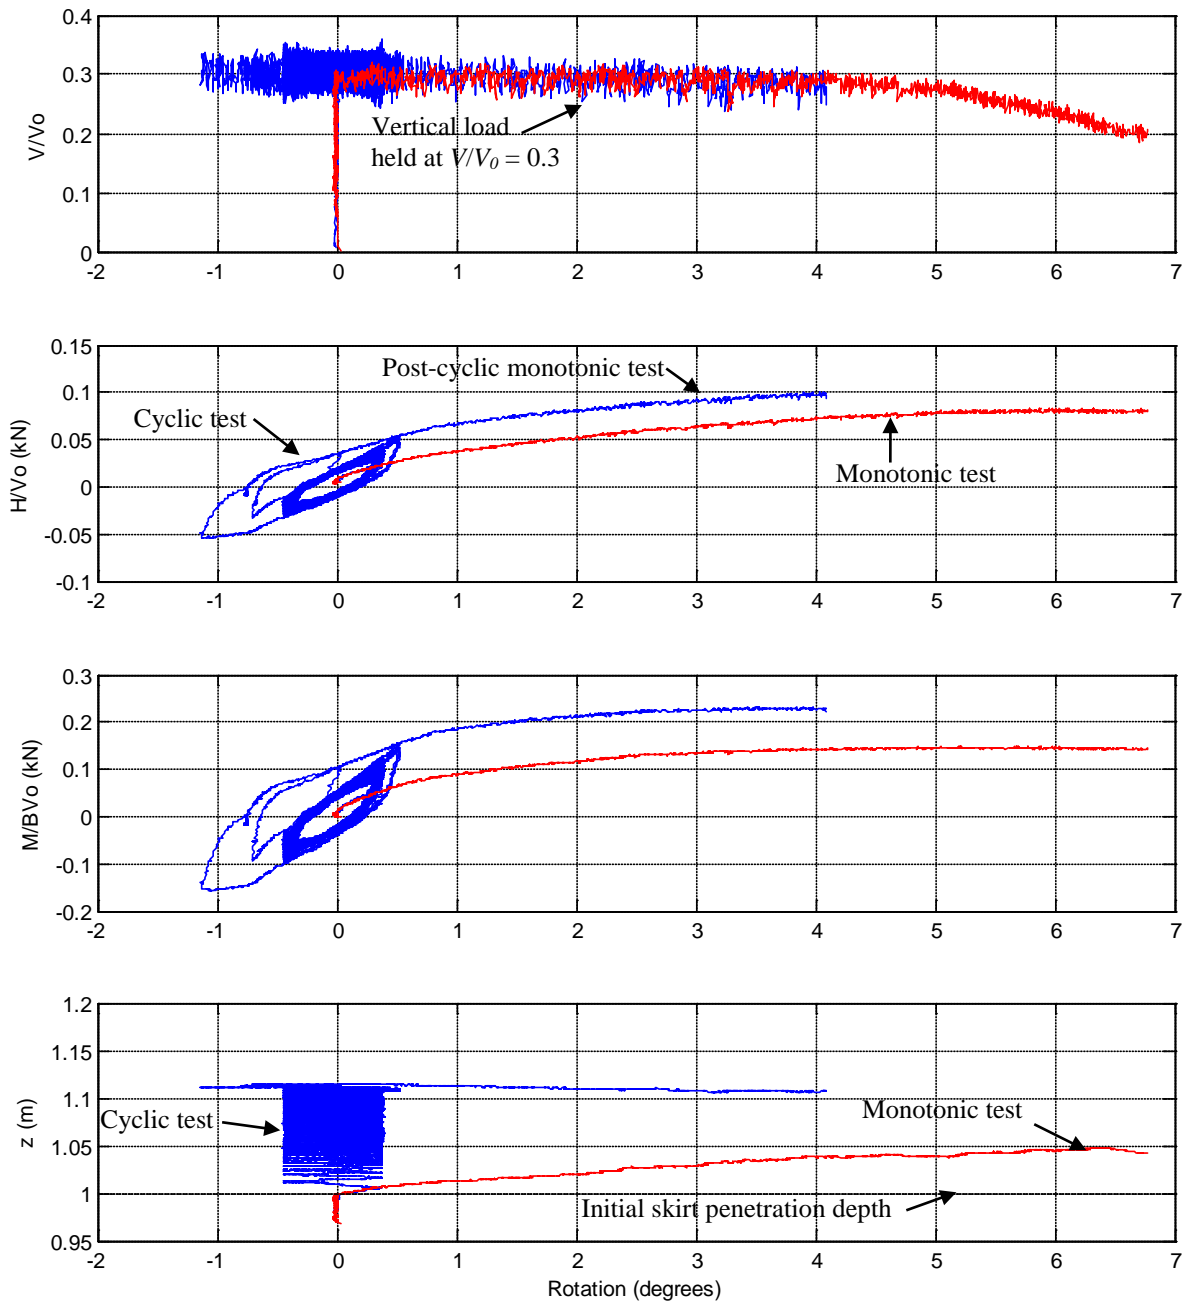 0.4
0.3
0.2
0.1
0
V/Vo
Vertical load
held at V/V0 = 0.3
-2 -1 0 1 2 3 4 5 6 7
0.15
0.1
0.05
0
-0.05
-0.1
H/Vo (kN)
Post-cyclic monotonic test
Cyclic test
Monotonic test
-2 -1 0 1 2 3 4 5 6 7
0.3
0.2
0.1
0
-0.1
-0.2
M/BVo (kN)
-2 -1 0 1 2 3 4 5 6 7
1.2
1.15
1.1
1.05
1
0.95
z (m)
Cyclic test
Monotonic test
Initial skirt penetration depth
-2 -1 0 1 2 3 4 5 6 7
Rotation (degrees)